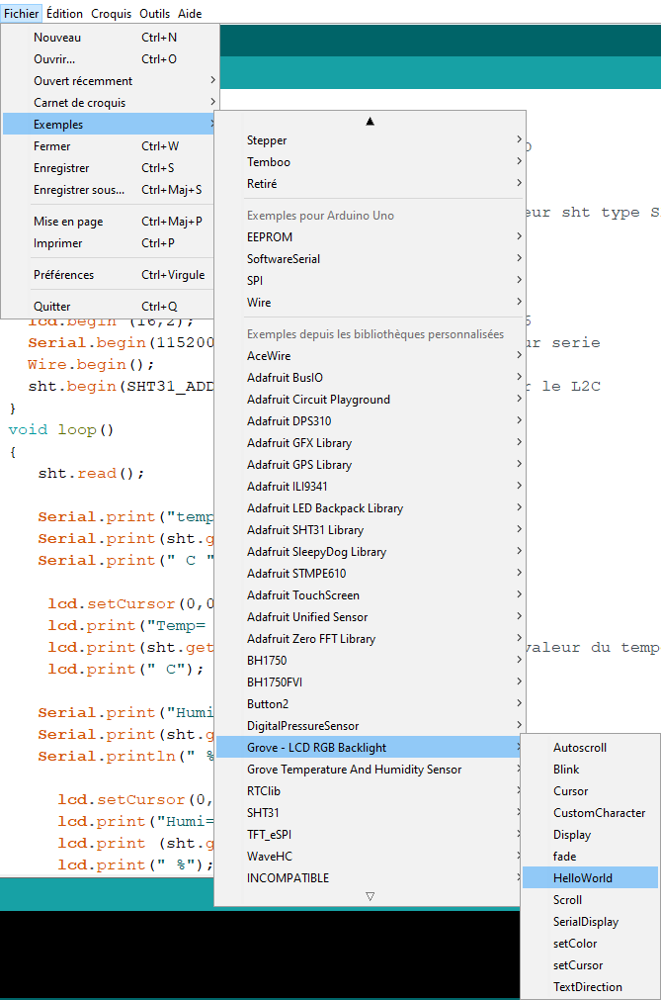 Fichier Édition Croquis Outils Aide
Nouveau Ctrl+N
Ouvrir... Ctrl+O
Ouvert récemment
Carnet de croquis
Exemples
Fermer Ctrl+W
Enregistrer Ctrl+S
Enregistrer sous... Ctrl+Maj+S
Mise en page Ctrl+Maj+P
Imprimer Ctrl+P
Préférences Ctrl+Virgule
Quitter Ctrl+Q
Stepper
Temboo
Retiré
Exemples pour Arduino Uno
EEPROM
SoftwareSerial
SPI
Wire
Exemples depuis les bibliothèques personnalisées
AceWire
Adafruit BusIO
Adafruit Circuit Playground
Adafruit DPS310
Adafruit GFX Library
Adafruit GPS Library
Adafruit ILI9341
Adafruit LED Backpack Library
Adafruit SHT31 Library
Adafruit SleepyDog Library
Adafruit STMPE610
Adafruit TouchScreen
Adafruit Unified Sensor
Adafruit Zero FFT Library
BH1750
BH1750FVI
Button2
DigitalPressureSensor
Grove - LCD RGB Backlight
Grove Temperature And Humidity Sensor
RTClib
SHT31
TFT_eSPI
WaveHC
INCOMPATIBLE
Autoscroll
Blink
Cursor
CustomCharacter
Display
fade
HelloWorld
Scroll
SerialDisplay
setColor
setCursor
TextDirection
eur sht type S
lcd.begin (16,2);
Serial.begin(115200 ur serie
Wire.begin();
sht.begin(SHT31_ADD r le L2C
}
void loop()
{
sht.read();
Serial.print("temp
Serial.print(sht.g
Serial.print(" C "
lcd.setCursor(0,0
lcd.print("Temp=
lcd.print(sht.get valeur du temp
lcd.print(" C");
Serial.print("Humi
Serial.print(sht.g
Serial.println(" %
lcd.setCursor(0,
lcd.print("Humi=
lcd.print (sht.g
lcd.print(" %");